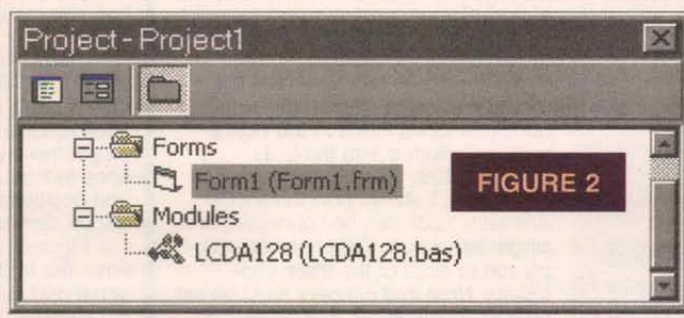 Project - Project1
Forms
Form1 (Form1.frm)
FIGURE 2
Modules
LCDA128 (LCDA128.bas)